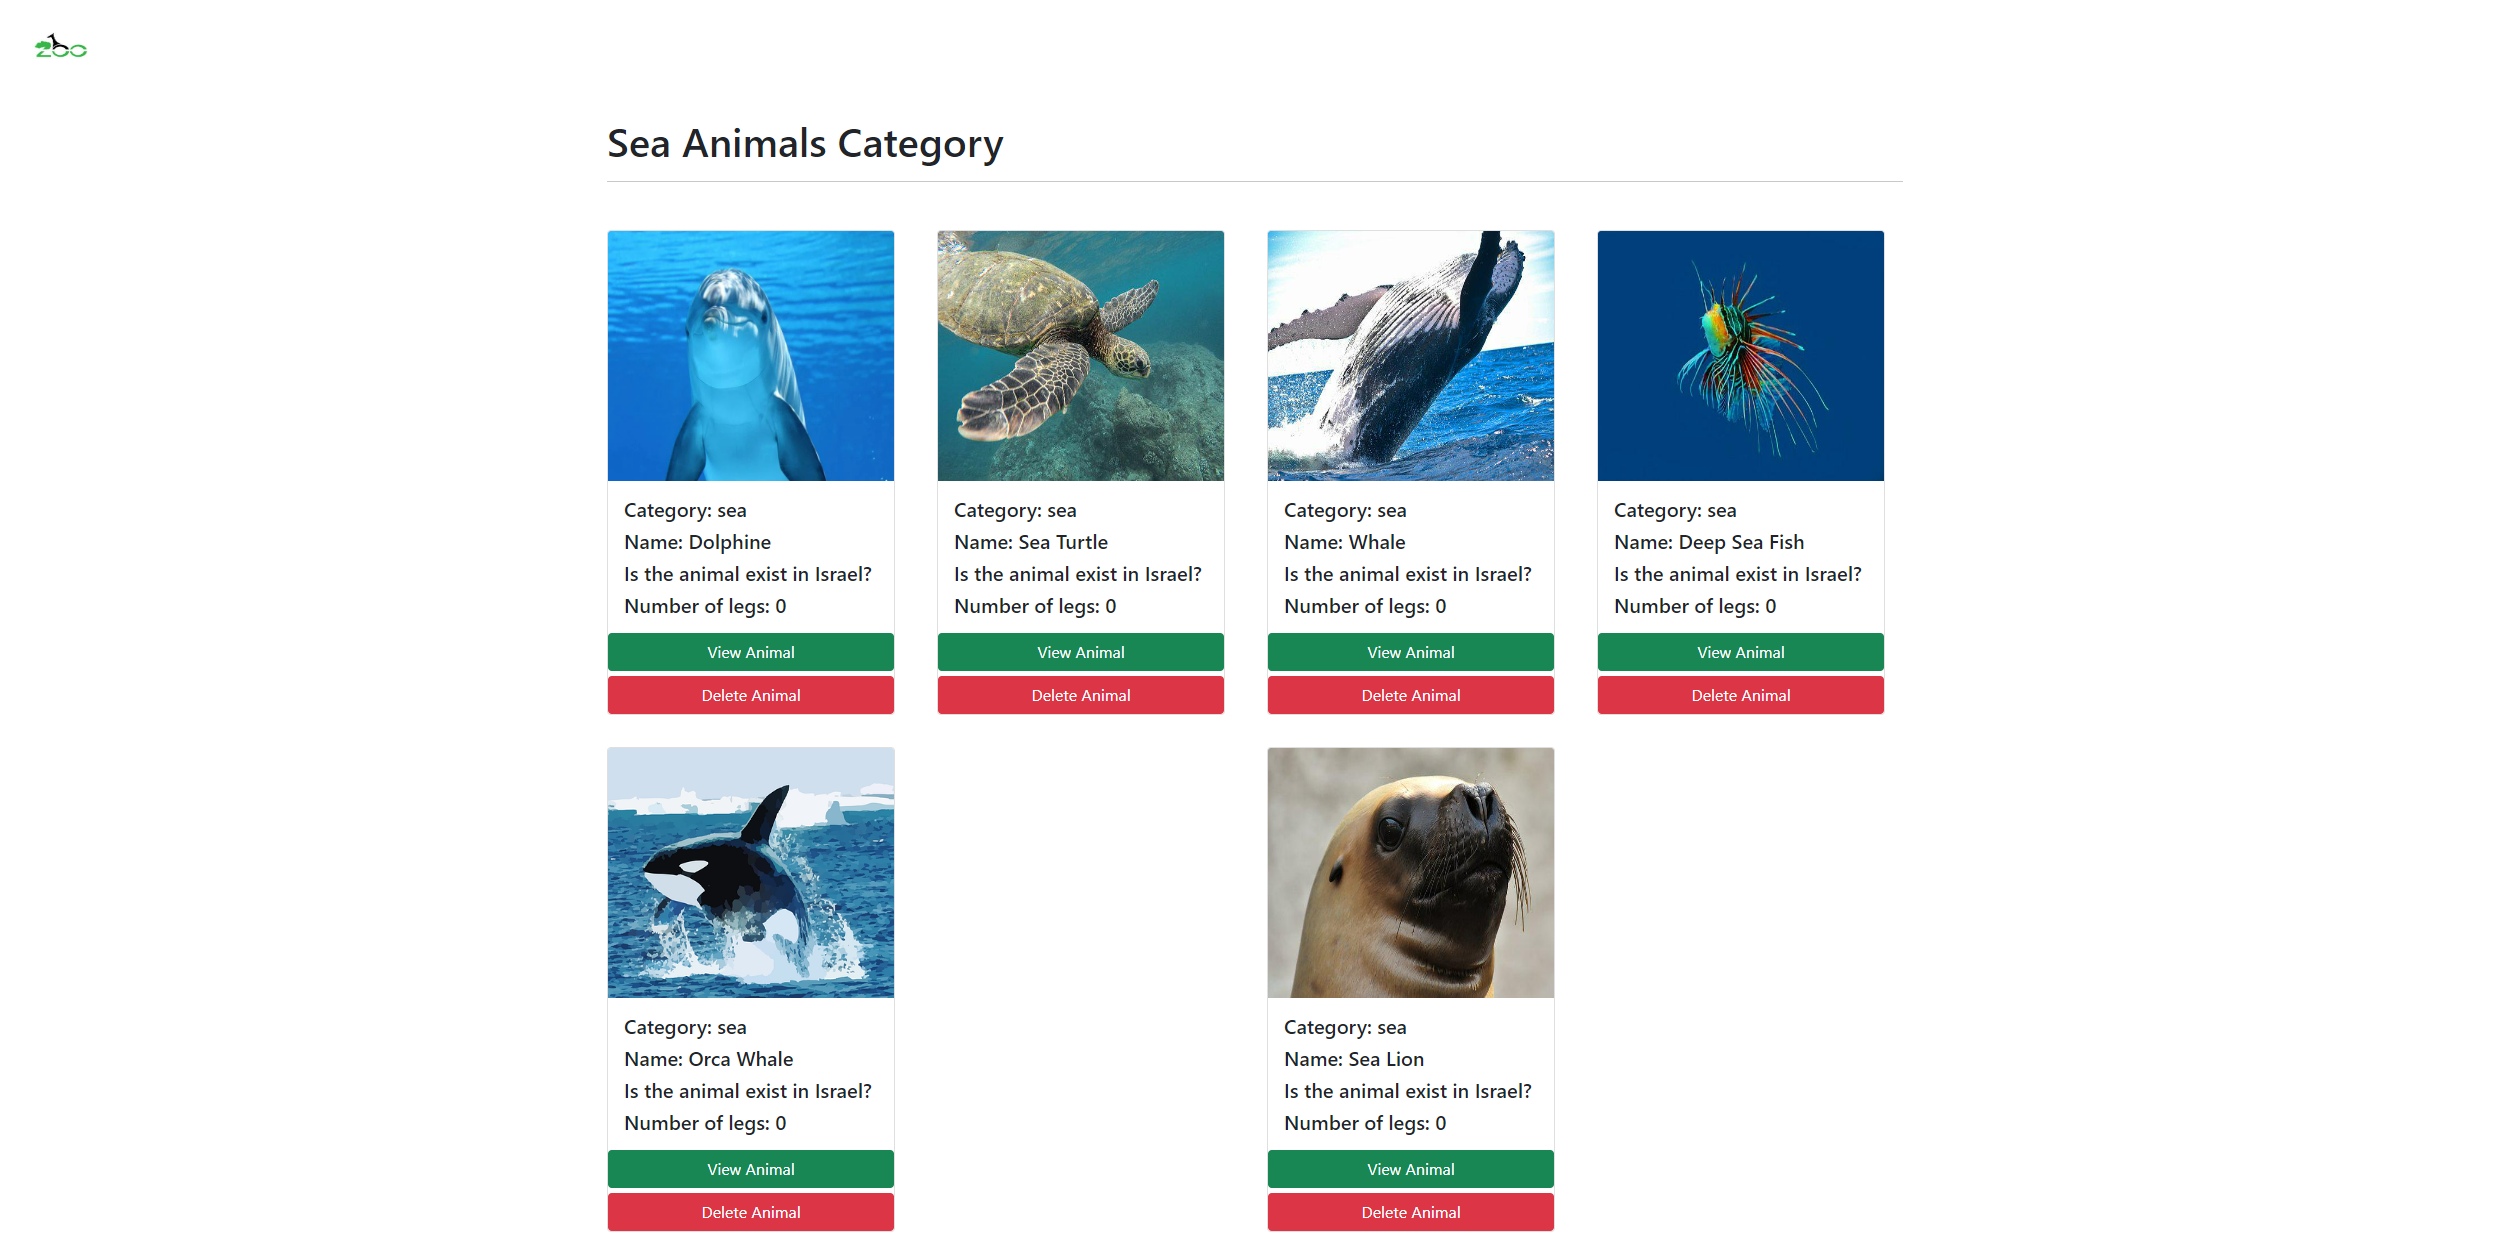 ZOO
Sea Animals Category
Category: sea
Name: Dolphine
Is the animal exist in Israel?
Number of legs: 0
View Animal
Delete Animal
Category: sea
Name: Sea Turtle
Is the animal exist in Israel?
Number of legs: 0
View Animal
Delete Animal
Category: sea
Name: Whale
Is the animal exist in Israel?
Number of legs: 0
View Animal
Delete Animal
Category: sea
Name: Deep Sea Fish
Is the animal exist in Israel?
Number of legs: 0
View Animal
Delete Animal
Category: sea
Name: Orca Whale
Is the animal exist in Israel?
Number of legs: 0
View Animal
Delete Animal
Category: sea
Name: Sea Lion
Is the animal exist in Israel?
Number of legs: 0
View Animal
Delete Animal